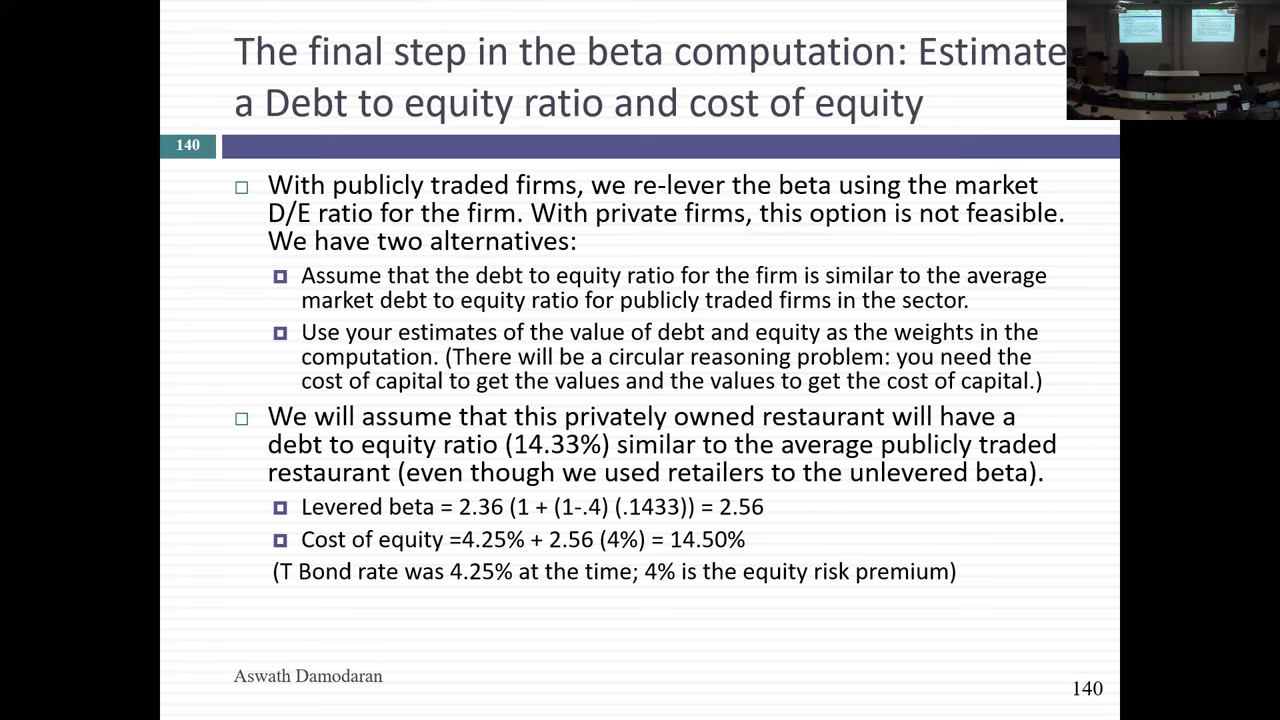 The final step in the beta computation: Estimate
a Debt to equity ratio and cost of equity
140
With publicly traded firms, we re-lever the beta using the market
D/E ratio for the firm. With private firms, this option is not feasible.
We have two alternatives:
Assume that the debt to equity ratio for the firm is similar to the average
market debt to equity ratio for publicly traded firms in the sector.
Use your estimates of the value of debt and equity as the weights in the
computation. (There will be a circular reasoning problem: you need the
cost of capital to get the values and the values to get the cost of capital.)
We will assume that this privately owned restaurant will have a
debt to equity ratio (14.33%) similar to the average publicly traded
restaurant (even though we used retailers to the unlevered beta).
Levered beta = 2.36 (1 + (1-.4) (.1433)) = 2.56
Cost of equity =4.25% + 2.56 (4%) = 14.50%
(T Bond rate was 4.25% at the time; 4% is the equity risk premium)
Aswath Damodaran
140